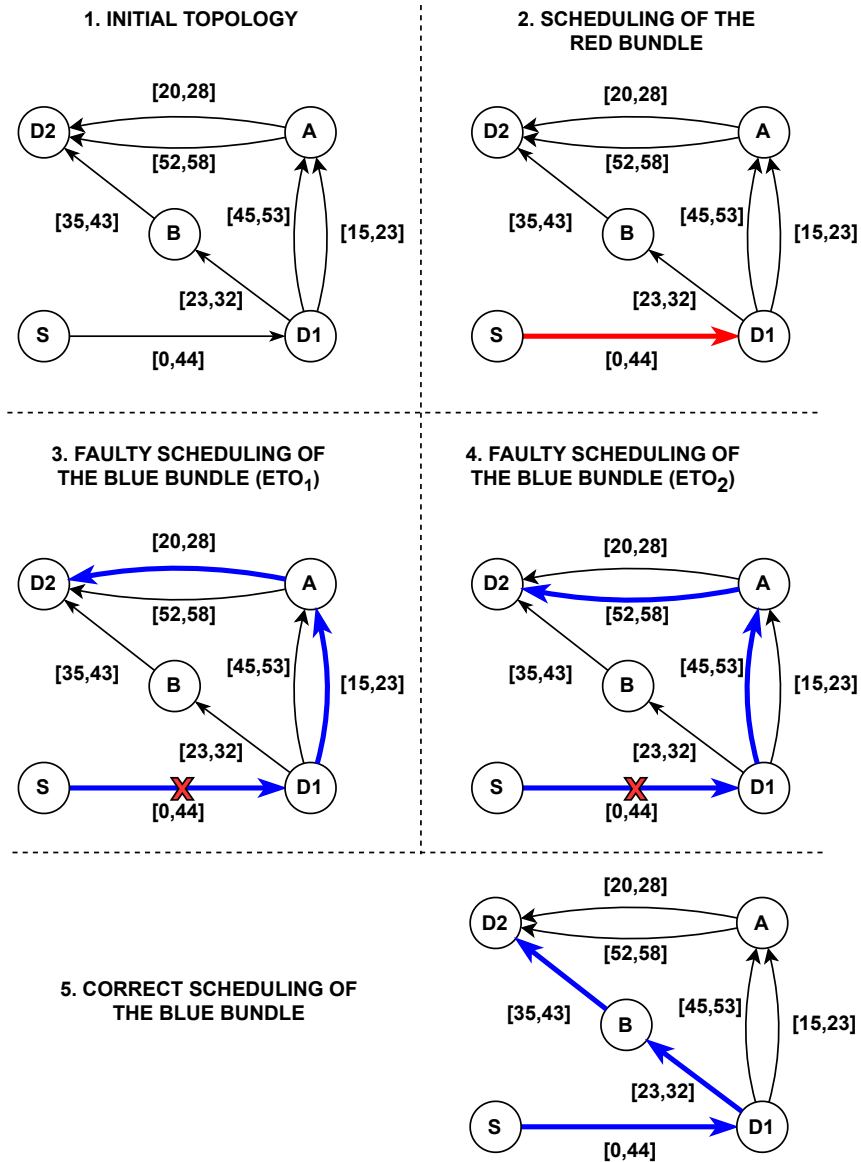 1. INITIAL TOPOLOGY
[20,28]
D2
A
[52,58]
[35,43]
[45,53]
B
[15,23]
[23,32]
S
D1
[0,44]
2. SCHEDULING OF THE
RED BUNDLE
[20,28]
D2
A
[52,58]
[35,43]
[45,53]
B
[15,23]
[23,32]
S
D1
[0,44]
3. FAULTY SCHEDULING OF
THE BLUE BUNDLE (ETO1)
[20,28]
D2
A
[52,58]
[35,43]
[45,53]
B
[15,23]
[23,32]
S
X
D1
[0,44]
4. FAULTY SCHEDULING OF
THE BLUE BUNDLE (ETO2)
[20,28]
D2
A
[52,58]
[35,43]
[45,53]
B
[15,23]
[23,32]
S
X
D1
[0,44]
5. CORRECT SCHEDULING OF
THE BLUE BUNDLE
[20,28]
D2
A
[52,58]
[35,43]
[45,53]
B
[15,23]
[23,32]
S
D1
[0,44]